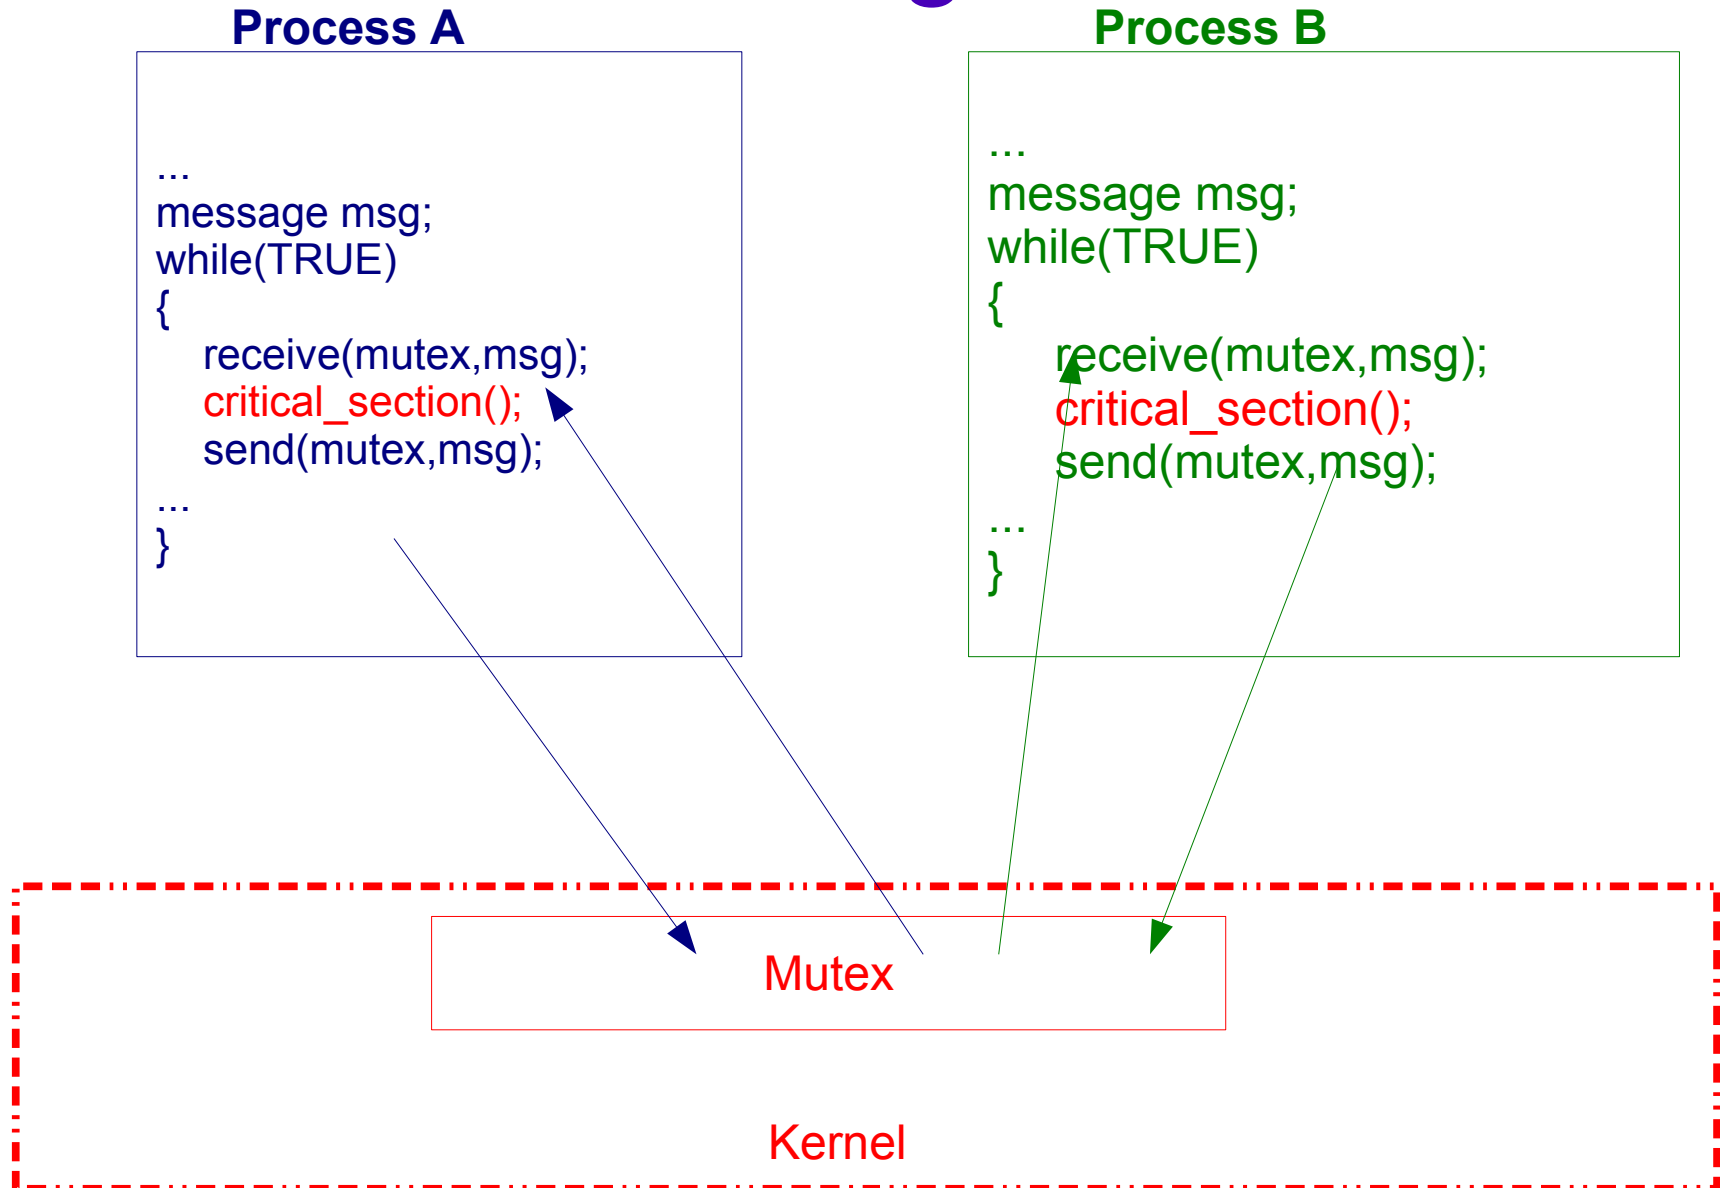 Process A
...
message msg;
while(TRUE)
{
receive(mutex,msg);
critical_section();
send(mutex,msg);
...
}
Process B
...
message msg;
while(TRUE)
{
receive(mutex,msg);
critical_section();
send(mutex,msg);
...
}
Mutex
Kernel